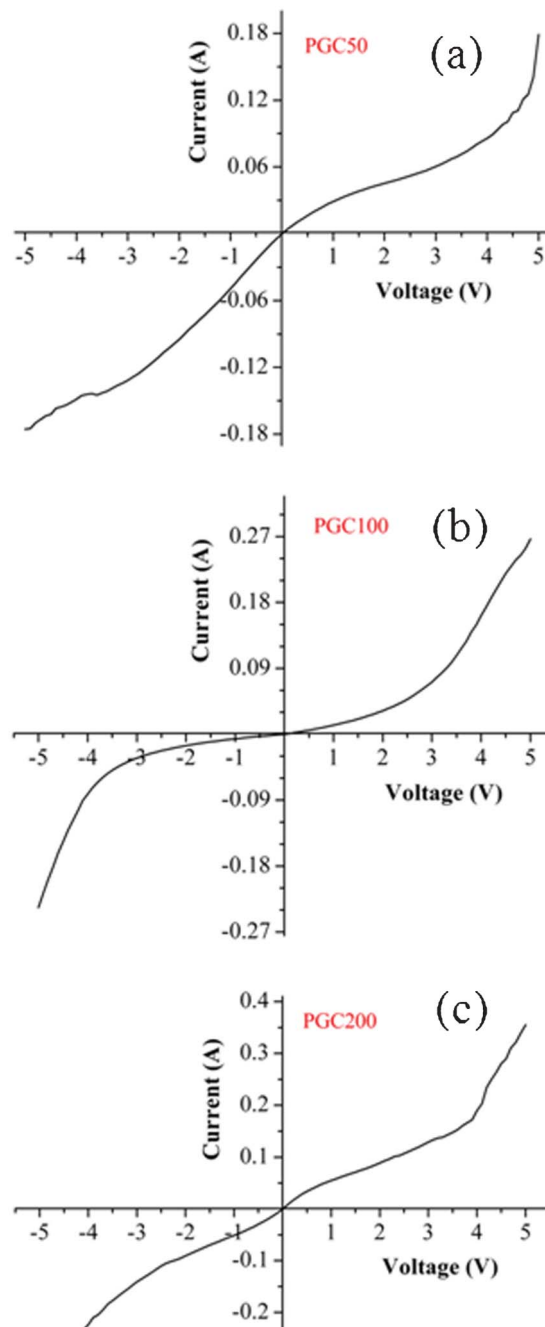 0.18
PGC50
(a)
0.12
Current (A)
0.06
-5 -4 -3 -2 -1 1 2 3 4 5
-0.06
Voltage (V)
-0.12
-0.18
0.27
PGC100
(b)
0.18
Current (A)
0.09
-5 -4 -3 -2 -1 1 2 3 4 5
-0.09
Voltage (V)
-0.18
-0.27
0.4
PGC200
(c)
0.3
Current (A)
0.2
0.1
-5 -4 -3 -2 -1 1 2 3 4 5
-0.1
Voltage (V)
-0.2